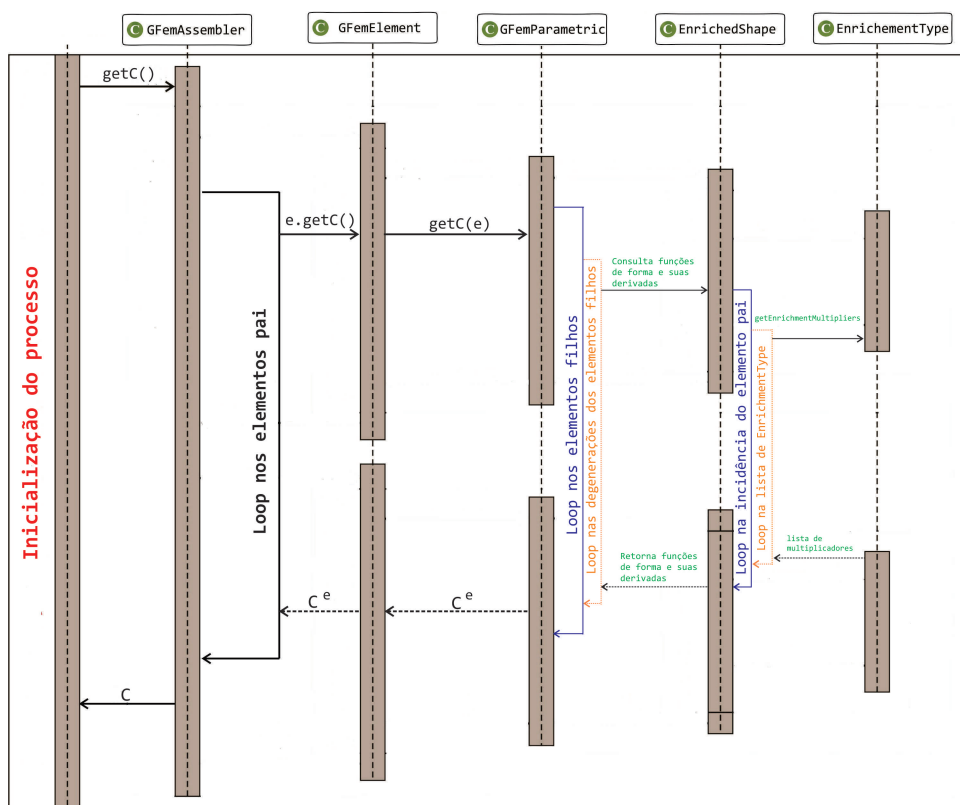 C GFemAssembler
C GFemElement
C GFemParametric
C EnrichedShape
C EnrichementType
getC()
e.getC()
getC(e)
Consulta funções
de forma e suas
derivadas
getEnrichmentMultipliers
Inicialização do processo
Loop nos elementos pai
Loop nos elementos filhos
Loop nas degenerações dos elementos filhos
Loop na incidência do elemento pai
Loop na lista de EnrichmentType
lista de
multiplicadores
Retorna funções
de forma e suas
derivadas
C e
C e
C